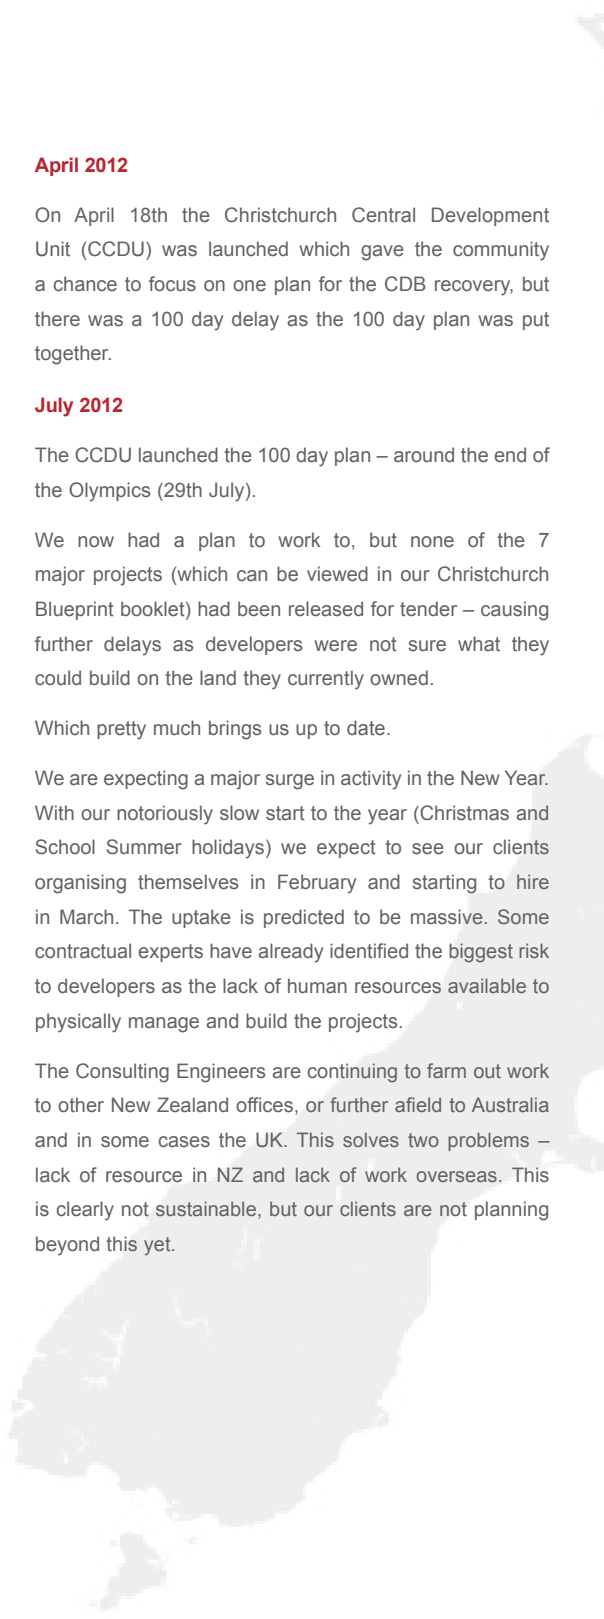 April 2012
On April 18th the Christchurch Central Development
Unit (CCDU) was launched which gave the community
a chance to focus on one plan for the CDB recovery, but
there was a 100 day delay as the 100 day plan was put
together.
July 2012
The CCDU launched the 100 day plan – around the end of
the Olympics (29th July).
We now had a plan to work to, but none of the 7
major projects (which can be viewed in our Christchurch
Blueprint booklet) had been released for tender – causing
further delays as developers were not sure what they
could build on the land they currently owned.
Which pretty much brings us up to date.
We are expecting a major surge in activity in the New Year.
With our notoriously slow start to the year (Christmas and
School Summer holidays) we expect to see our clients
organising themselves in February and starting to hire
in March. The uptake is predicted to be massive. Some
contractual experts have already identified the biggest risk
to developers as the lack of human resources available to
physically manage and build the projects.
The Consulting Engineers are continuing to farm out work
to other New Zealand offices, or further afield to Australia
and in some cases the UK. This solves two problems –
lack of resource in NZ and lack of work overseas. This
is clearly not sustainable, but our clients are not planning
beyond this yet.